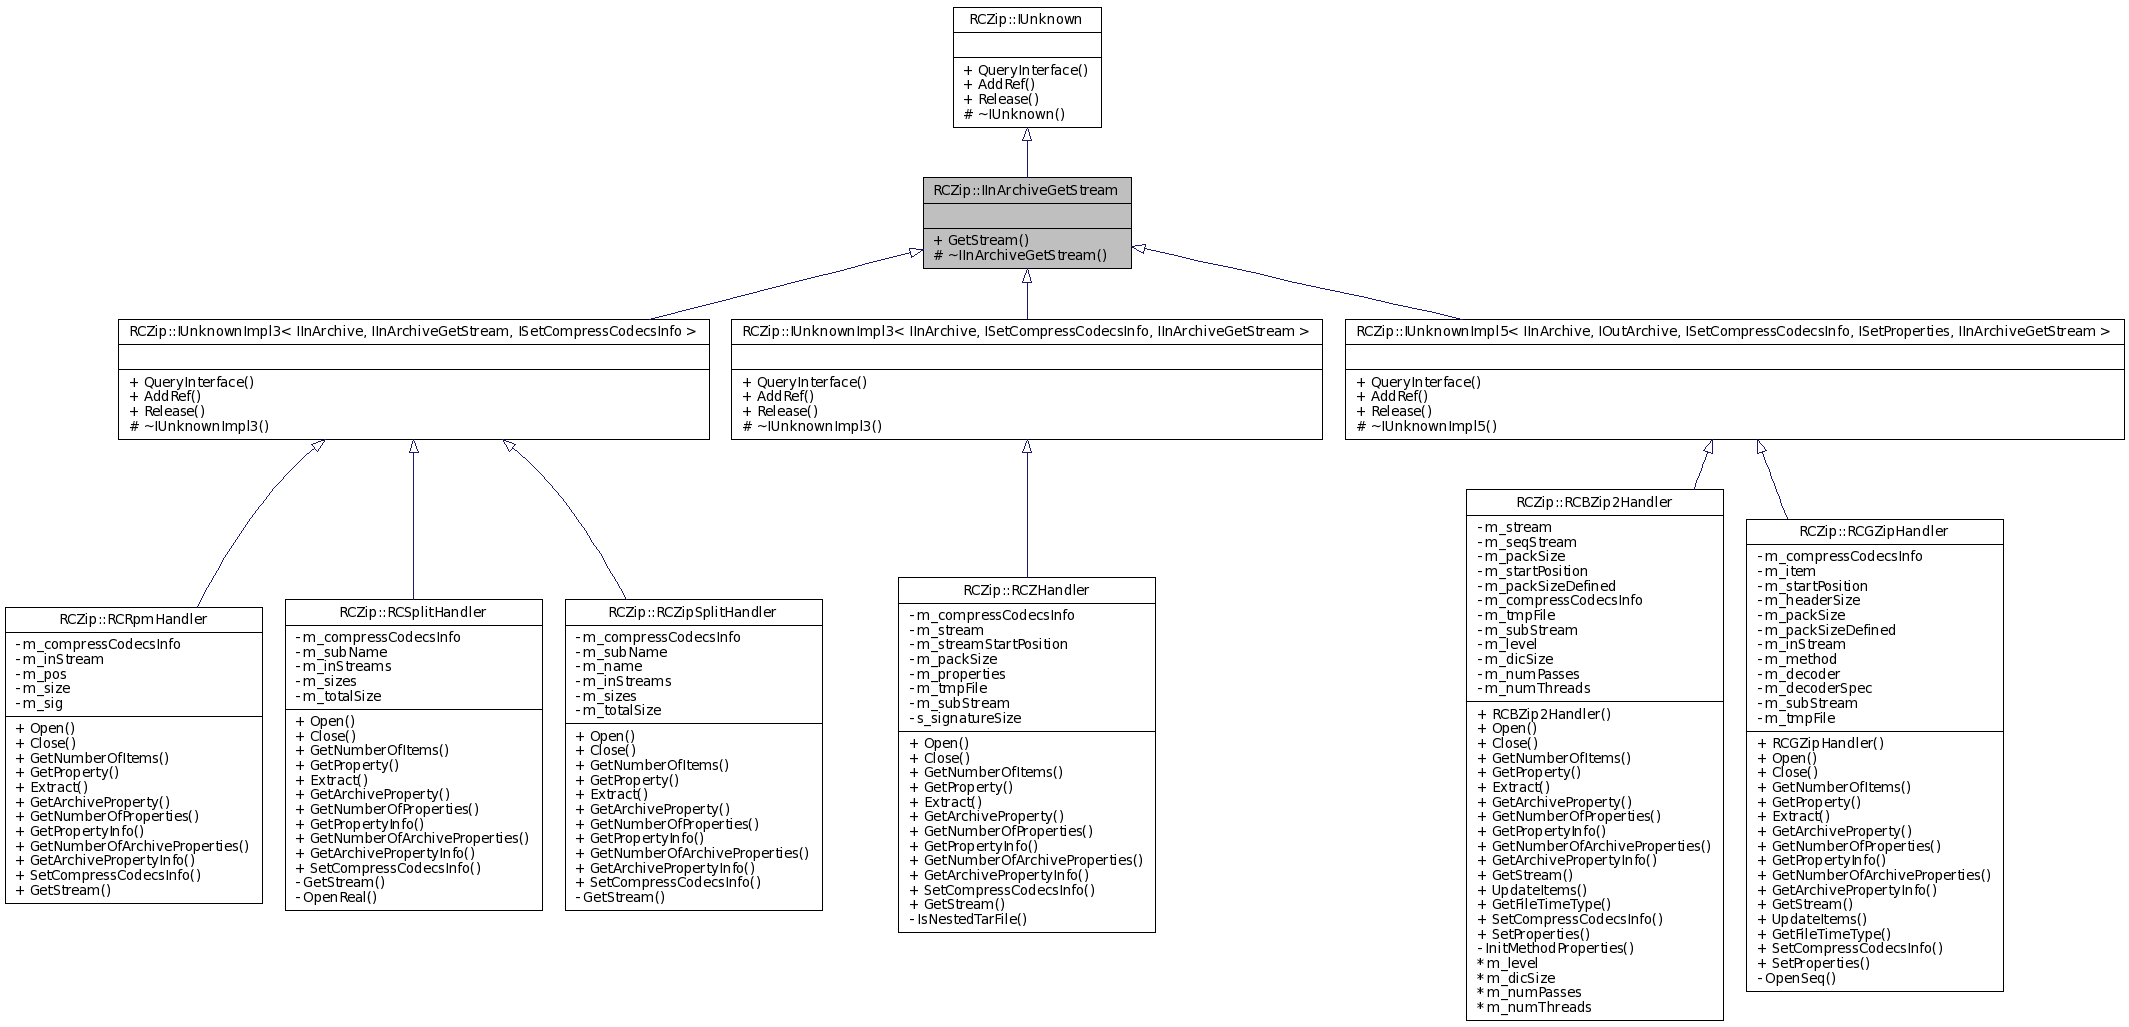 RCZip::IUnknown
+ QueryInterface()
+ AddRef()
+ Release()
# ~IUnknown()
RCZip::IInArchiveGetStream
+ GetStream()
# ~IInArchiveGetStream()
RCZip::IUnknownImpl3< IInArchive, IInArchiveGetStream, ISetCompressCodecsInfo >
+ QueryInterface()
+ AddRef()
+ Release()
# ~IUnknownImpl3()
RCZip::IUnknownImpl3< IInArchive, ISetCompressCodecsInfo, IInArchiveGetStream >
+ QueryInterface()
+ AddRef()
+ Release()
# ~IUnknownImpl3()
RCZip::IUnknownImpl5< IInArchive, IOutArchive, ISetCompressCodecsInfo, ISetProperties, IInArchiveGetStream >
+ QueryInterface()
+ AddRef()
+ Release()
# ~IUnknownImpl5()
RCZip::RCRpmHandler
- m_compressCodecsInfo
- m_inStream
- m_pos
- m_size
- m_sig
+ Open()
+ Close()
+ GetNumberOfItems()
+ GetProperty()
+ Extract()
+ GetArchiveProperty()
+ GetNumberOfProperties()
+ GetPropertyInfo()
+ GetNumberOfArchiveProperties()
+ GetArchivePropertyInfo()
+ SetCompressCodecsInfo()
+ GetStream()
RCZip::RCSplitHandler
- m_compressCodecsInfo
- m_subName
- m_inStreams
- m_sizes
- m_totalSize
+ Open()
+ Close()
+ GetNumberOfItems()
+ GetProperty()
+ Extract()
+ GetArchiveProperty()
+ GetNumberOfProperties()
+ GetPropertyInfo()
+ GetNumberOfArchiveProperties()
+ GetArchivePropertyInfo()
+ SetCompressCodecsInfo()
- GetStream()
- OpenReal()
RCZip::RCZipSplitHandler
- m_compressCodecsInfo
- m_subName
- m_name
- m_inStreams
- m_sizes
- m_totalSize
+ Open()
+ Close()
+ GetNumberOfItems()
+ GetProperty()
+ Extract()
+ GetArchiveProperty()
+ GetNumberOfProperties()
+ GetPropertyInfo()
+ GetNumberOfArchiveProperties()
+ GetArchivePropertyInfo()
+ SetCompressCodecsInfo()
- GetStream()
RCZip::RCZHandler
- m_compressCodecsInfo
- m_stream
- m_streamStartPosition
- m_packSize
- m_properties
- m_tmpFile
- m_subStream
- s_signatureSize
+ Open()
+ Close()
+ GetNumberOfItems()
+ GetProperty()
+ Extract()
+ GetArchiveProperty()
+ GetNumberOfProperties()
+ GetPropertyInfo()
+ GetNumberOfArchiveProperties()
+ GetArchivePropertyInfo()
+ SetCompressCodecsInfo()
+ GetStream()
- IsNestedTarFile()
RCZip::RCBZip2Handler
- m_stream
- m_seqStream
- m_packSize
- m_startPosition
- m_packSizeDefined
- m_compressCodecsInfo
- m_tmpFile
- m_subStream
- m_level
- m_dicSize
- m_numPasses
- m_numThreads
+ RCBZip2Handler()
+ Open()
+ Close()
+ GetNumberOfItems()
+ GetProperty()
+ Extract()
+ GetArchiveProperty()
+ GetNumberOfProperties()
+ GetPropertyInfo()
+ GetNumberOfArchiveProperties()
+ GetArchivePropertyInfo()
+ GetStream()
+ UpdateItems()
+ GetFileTimeType()
+ SetCompressCodecsInfo()
+ SetProperties()
- InitMethodProperties()
* m_level
* m_dicSize
* m_numPasses
* m_numThreads
RCZip::RCGZipHandler
- m_compressCodecsInfo
- m_item
- m_startPosition
- m_headerSize
- m_packSize
- m_packSizeDefined
- m_inStream
- m_method
- m_decoder
- m_decoderSpec
- m_subStream
- m_tmpFile
+ RCGZipHandler()
+ Open()
+ Close()
+ GetNumberOfItems()
+ GetProperty()
+ Extract()
+ GetArchiveProperty()
+ GetNumberOfProperties()
+ GetPropertyInfo()
+ GetNumberOfArchiveProperties()
+ GetArchivePropertyInfo()
+ GetStream()
+ UpdateItems()
+ GetFileTimeType()
+ SetCompressCodecsInfo()
+ SetProperties()
- OpenSeq()